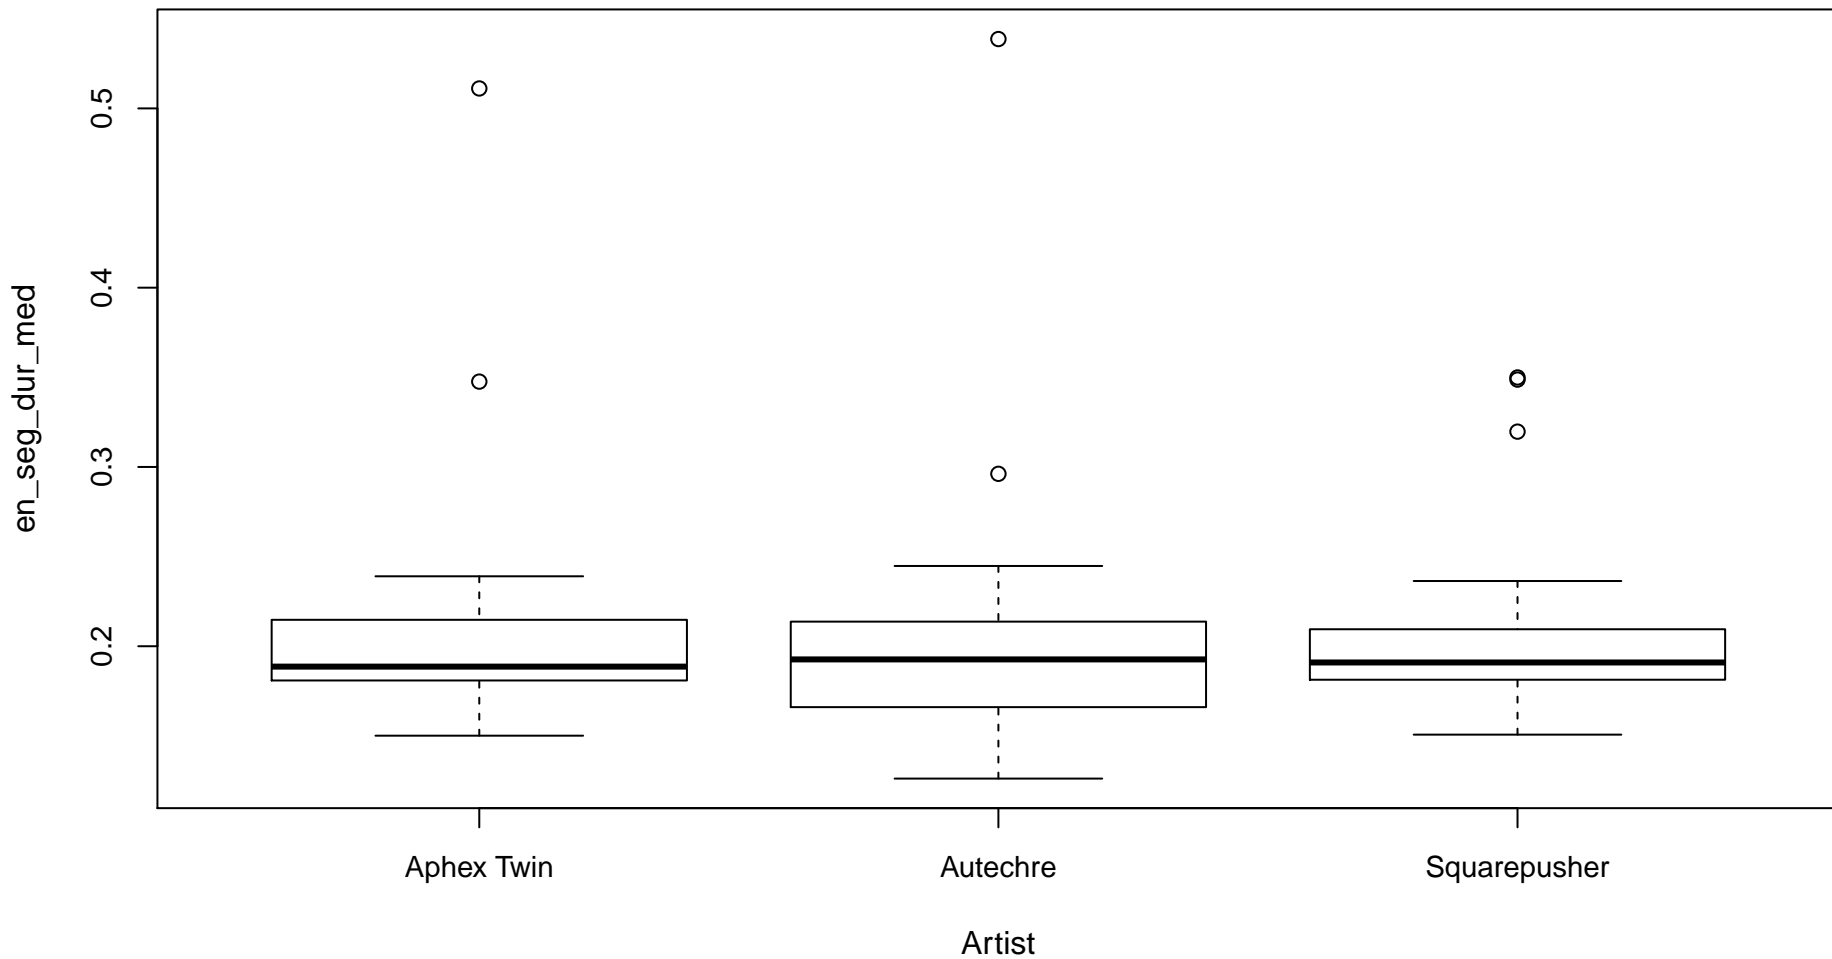 en_seg_dur_med
0.5
0.4
0.3
0.2
Aphex Twin
Autechre
Squarepusher
Artist